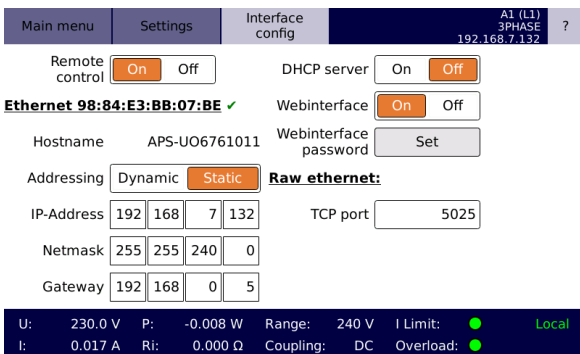 Main menu Settings Interface config A1 (L1) 3PHASE 192.168.7.132 ?
Remote control On Off DHCP server On Off
Ethernet 98:84:E3:BB:07:BE ✔ Webinterface On Off
Hostname APS-UO6761011 Webinterface password Set
Addressing Dynamic Static Raw ethernet:
IP-Address 192 168 7 132 TCP port 5025
Netmask 255 255 240 0
Gateway 192 168 0 5
U: 230.0 V P: -0.008 W Range: 240 V I Limit: Local
I: 0.017 A Ri: 0.000 Ω Coupling: DC Overload: